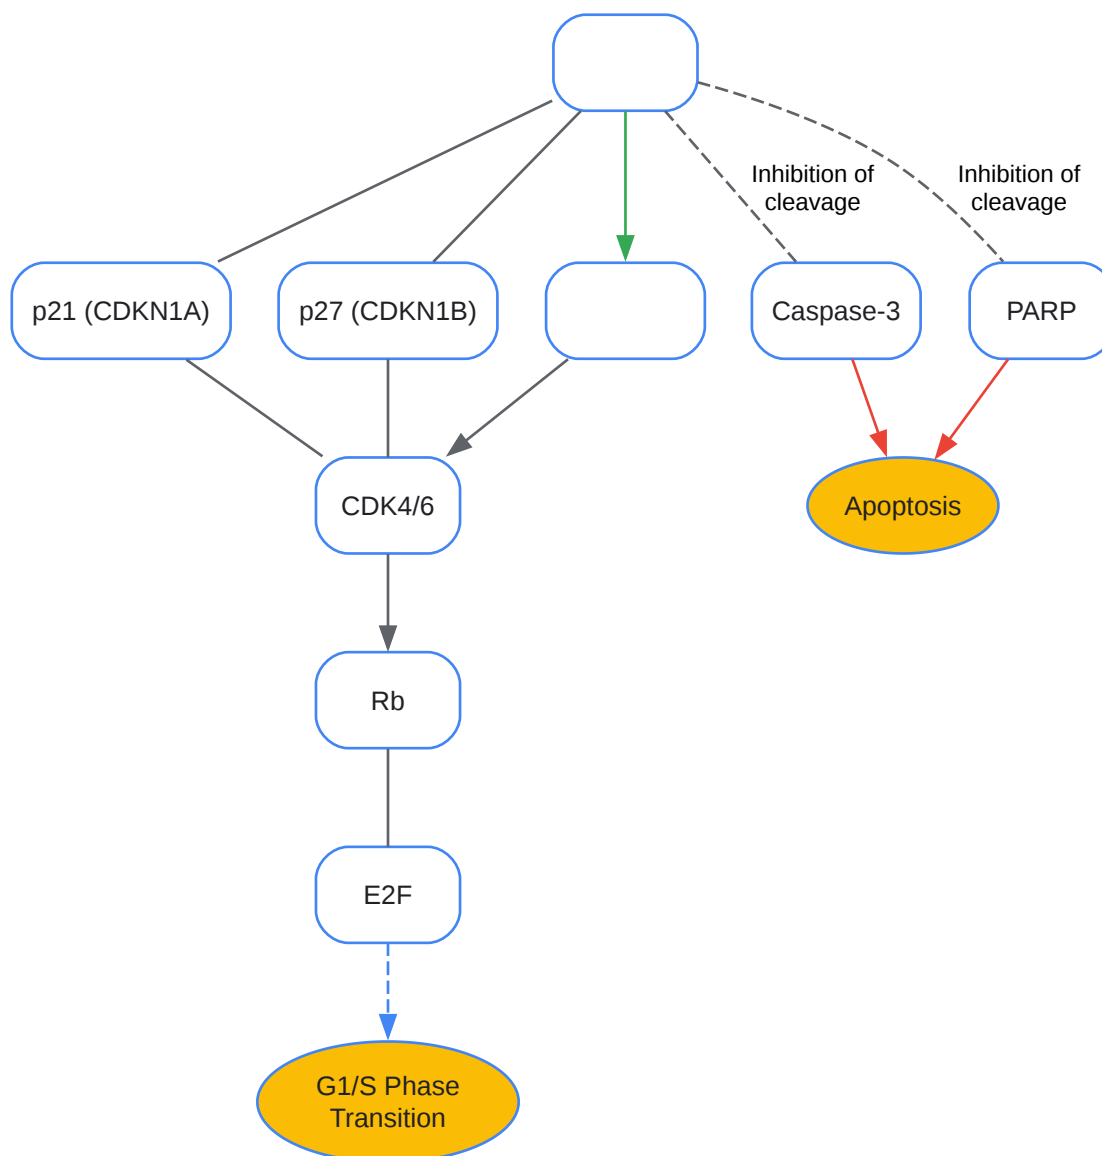 Inhibition of
cleavage
Inhibition of
cleavage
p21 (CDKN1A)
p27 (CDKN1B)
Caspase-3
PARP
CDK4/6
Apoptosis
Rb
E2F
G1/S Phase
Transition